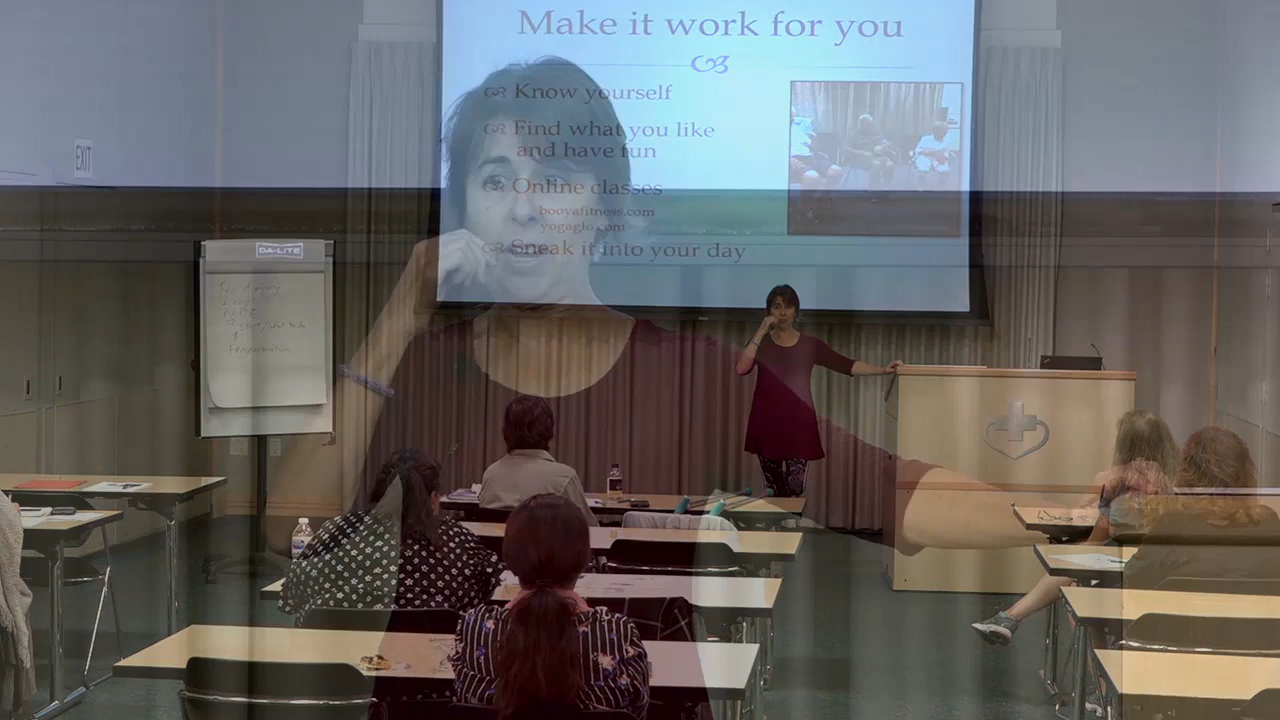 Make it work for you
Know yourself
Find what you like
and have fun
Online classes
booyafitness.com
yogaglo.com
Sneak it into your day
EXIT
DA-LITE